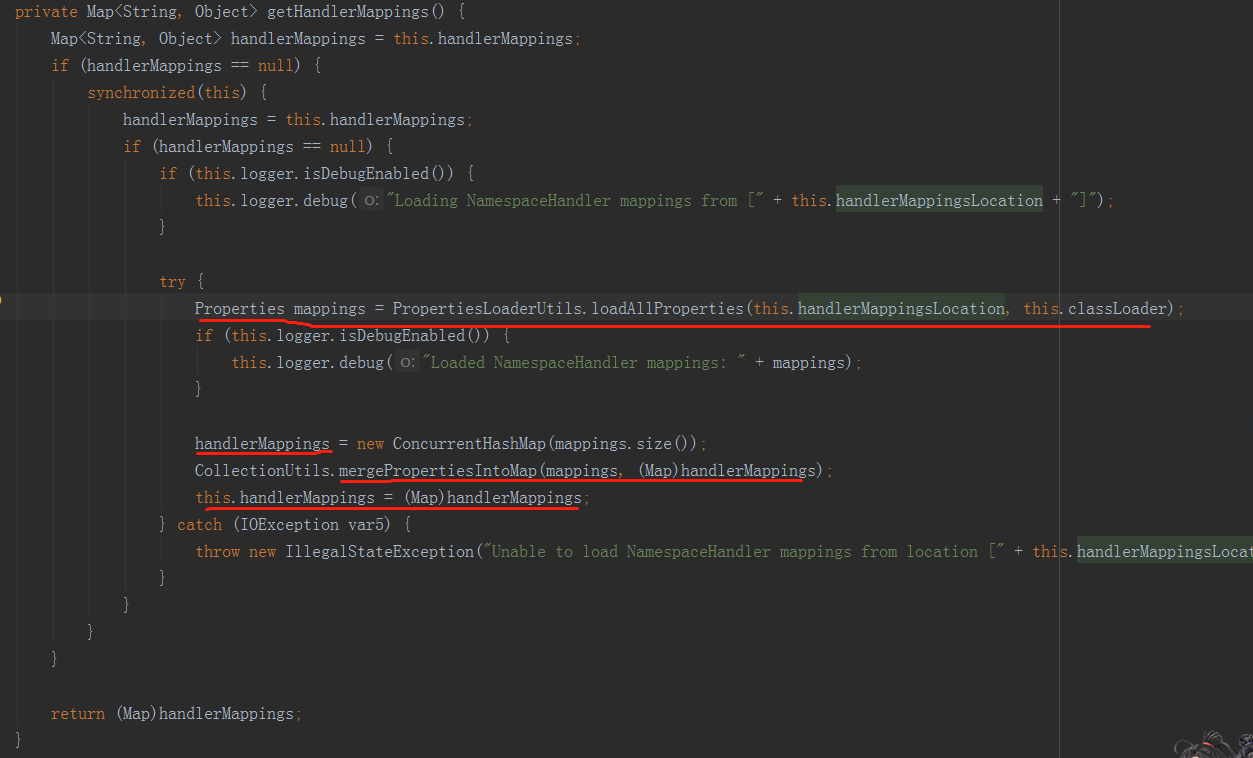 private Map<String, Object> getHandlerMappings() {
Map<String, Object> handlerMappings = this.handlerMappings;
if (handlerMappings == null) {
synchronized(this) {
handlerMappings = this.handlerMappings;
if (handlerMappings == null) {
if (this.logger.isDebugEnabled()) {
this.logger.debug( o: "Loading NamespaceHandler mappings from [" + this.handlerMappingsLocation + "]");
}
try {
Properties mappings = PropertiesLoaderUtils.loadAllProperties(this.handlerMappingsLocation, this.classLoader);
if (this.logger.isDebugEnabled()) {
this.logger.debug( o: "Loaded NamespaceHandler mappings: " + mappings);
}
handlerMappings = new ConcurrentHashMap(mappings.size());
CollectionUtils.mergePropertiesIntoMap(mappings, (Map)handlerMappings);
this.handlerMappings = (Map)handlerMappings;
} catch (IOException var5) {
throw new IllegalStateException("Unable to load NamespaceHandler mappings from location [" + this.handlerMappingsLocat
}
}
}
}
return (Map)handlerMappings;
}